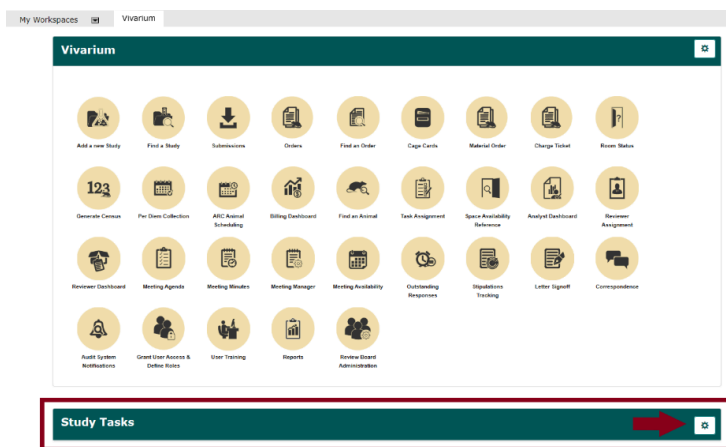 My Workspaces Vivarium
Vivarium
Add a new Study Find a Study Submissions Orders Find an Order Cage Cards Material Order Charge Ticket Room Status
?
123
Generate Census Per Diem Collection ARC Animal Billing Dashboard Find an Animal Task Assignment Space Availability Analyst Dashboard Reviewer
Scheduling Reference Assignment
Reviewer Dashboard Meeting Agenda Meeting Minutes Meeting Manager Meeting Availability Outstanding Stipulations Letter Signoff Correspondence
Responses Tracking
Audit System Grant User Access & User Training Reports Review Board
Notifications Define Roles Administration
Study Tasks